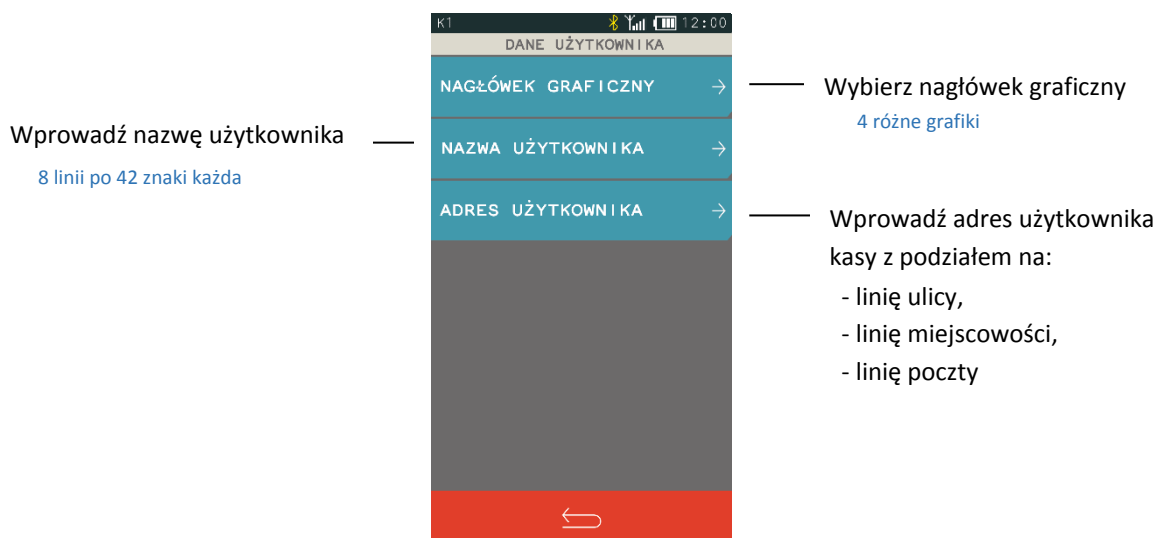 K1 12:00
DANE UŻYTKOWNIKA
NAGŁÓWEK GRAFICZNY →
Wybierz nagłówek graficzny
4 różne grafiki
Wprowadź nazwę użytkownika
8 linii po 42 znaki każda
NAZWA UŻYTKOWNIKA →
ADRES UŻYTKOWNIKA →
Wprowadź adres użytkownika
kasy z podziałem na:
- linię ulicy,
- linię miejscowości,
- linię poczty